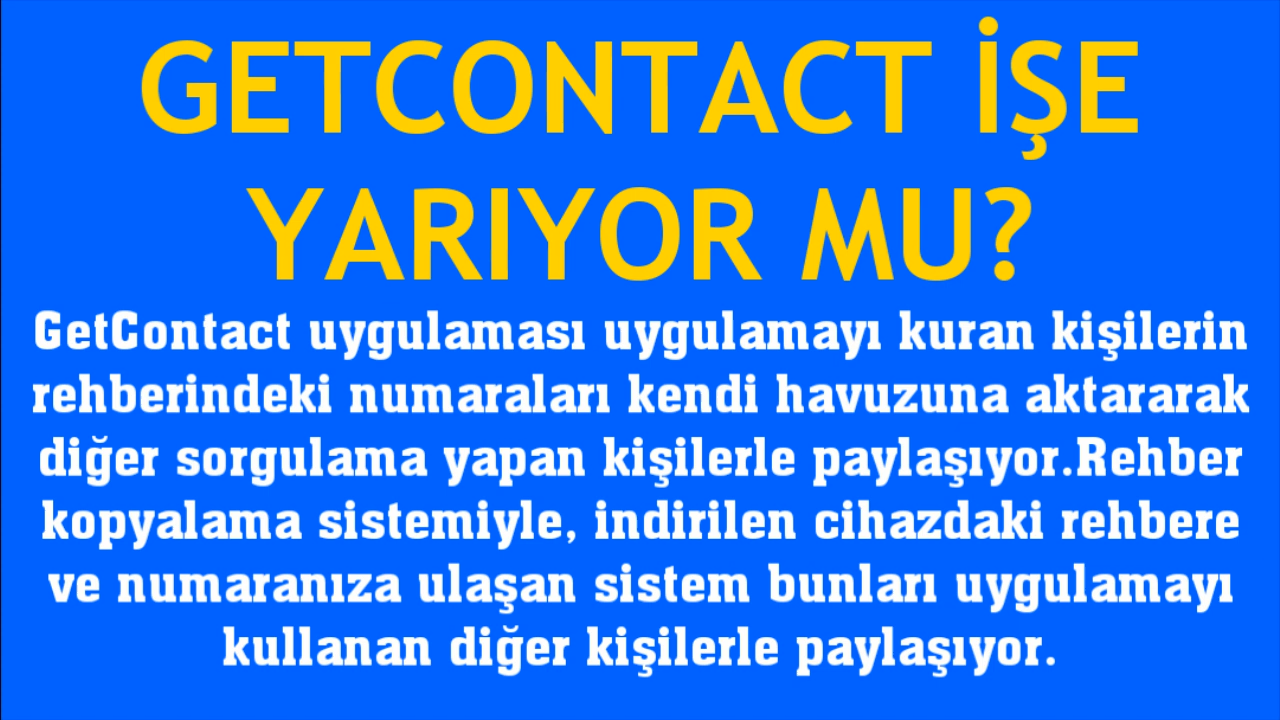 GETCONTACT İŞE
YARIYOR MU?
GetContact uygulaması uygulamayı kuran kişilerin
rehberindeki numaraları kendi havuzuna aktararak
diğer sorgulama yapan kişilerle paylaşıyor.Rehber
kopyalama sistemiyle, indirilen cihazdaki rehbere
ve numaranıza ulaşan sistem bunları uygulamayı
kullanan diğer kişilerle paylaşıyor.